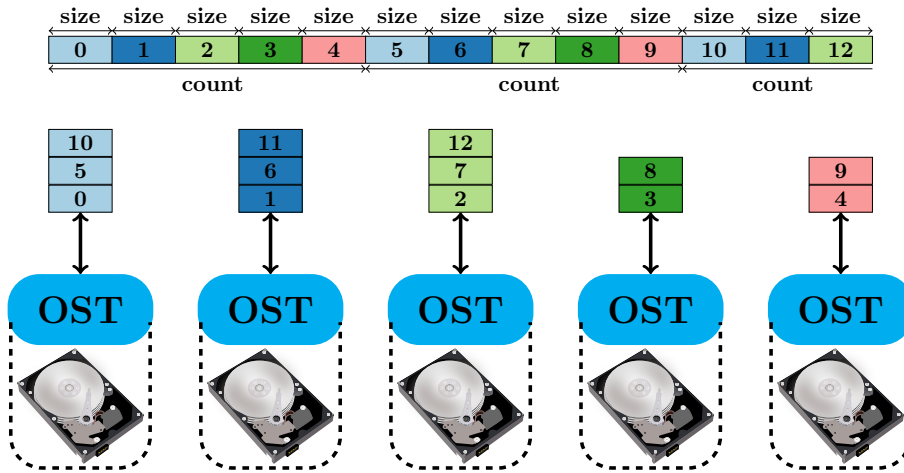 size size size size size size size size size size size size size
0 1 2 3 4 5 6 7 8 9 10 11 12
count count count
10 11 12
5 6 7 8 9
0 1 2 3 4
OST OST OST OST OST